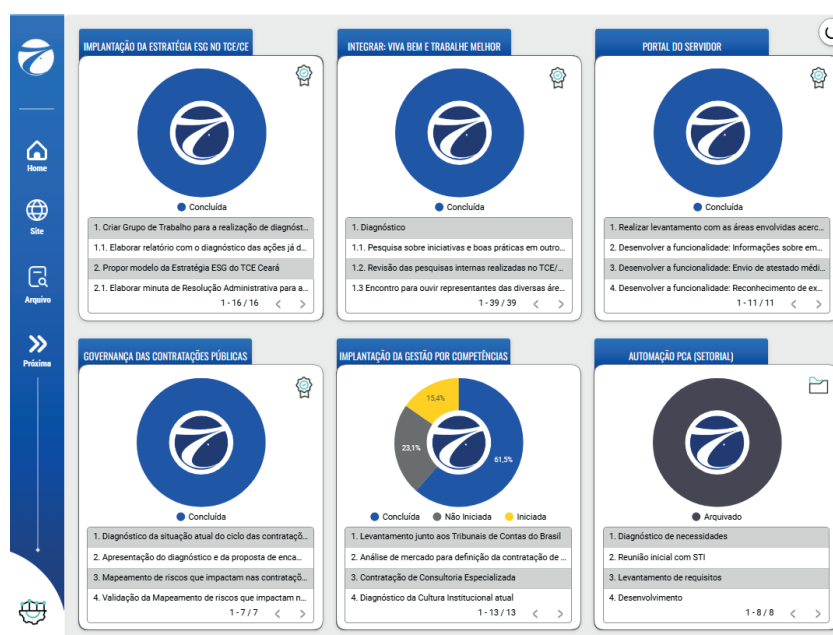 Home
Site
Arquivo
Próxima
IMPLANTAÇÃO DA ESTRATÉGIA ESG NO TCE/CE
Concluída
1. Criar Grupo de Trabalho para a realização de diagnóst...
1.1. Elaborar relatório com o diagnóstico das ações já d...
2. Propor modelo da Estratégia ESG do TCE Ceará
2.1. Elaborar minuta de Resolução Administrativa para a...
1 - 16 / 16 < >
INTEGRAR: VIVA BEM E TRABALHE MELHOR
Concluída
1. Diagnóstico
1.1. Pesquisa sobre iniciativas e boas práticas em outro...
1.2. Revisão das pesquisas internas realizadas no TCE/...
1.3 Encontro para ouvir representantes das diversas áre...
1 - 39 / 39 < >
PORTAL DO SERVIDOR
Concluída
1. Realizar levantamento com as áreas envolvidas acerc...
2. Desenvolver a funcionalidade: Informações sobre em...
3. Desenvolver a funcionalidade: Envio de atestado médi...
4. Desenvolver a funcionalidade: Reconhecimento de ex...
1 - 11 / 11 < >
GOVERNANÇA DAS CONTRATAÇÕES PÚBLICAS
Concluída
1. Diagnóstico da situação atual do ciclo das contrataçõ...
2. Apresentação do diagnóstico e da proposta de enca...
3. Mapeamento de riscos que impactam nas contrataçõ...
4. Validação da Mapeamento de riscos que impactam n...
1 - 7 / 7 < >
IMPLANTAÇÃO DA GESTÃO POR COMPETÊNCIAS
15,4%
23,1%
61,5%
Concluída Não Iniciada Iniciada
1. Levantamento junto aos Tribunais de Contas do Brasil
2. Análise de mercado para definição da contratação de ...
3. Contratação de Consultoria Especializada
4. Diagnóstico da Cultura Institucional atual
1 - 13 / 13 < >
AUTOMAÇÃO PCA (SETORIAL)
Arquivado
1. Diagnóstico de necessidades
2. Reunião inicial com STI
3. Levantamento de requisitos
4. Desenvolvimento
1 - 8 / 8 < >